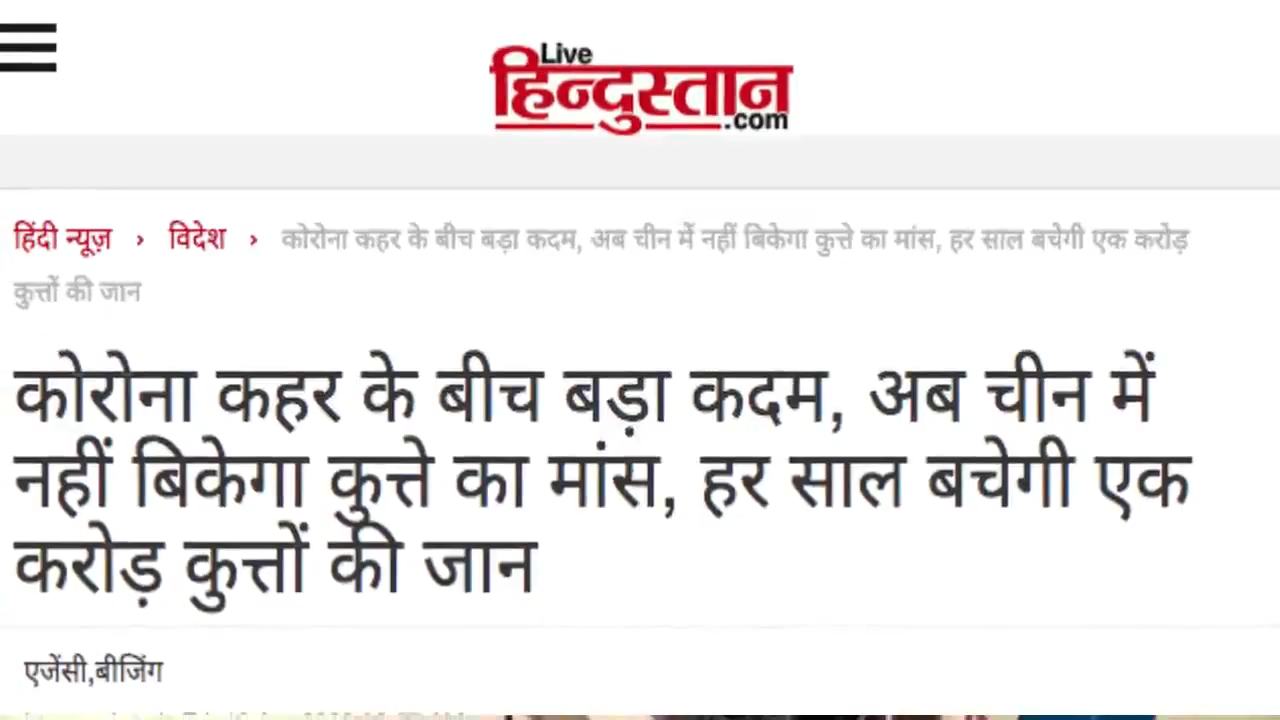 Live
हिन्दुस्तान
.com
हिंदी न्यूज़ › विदेश › कोरोना कहर के बीच बड़ा कदम, अब चीन में नहीं बिकेगा कुत्ते का मांस, हर साल बचेगी एक करोड़
कुत्तों की जान
कोरोना कहर के बीच बड़ा कदम, अब चीन में
नहीं बिकेगा कुत्ते का मांस, हर साल बचेगी एक
करोड़ कुत्तों की जान
एजेंसी,बीजिंग